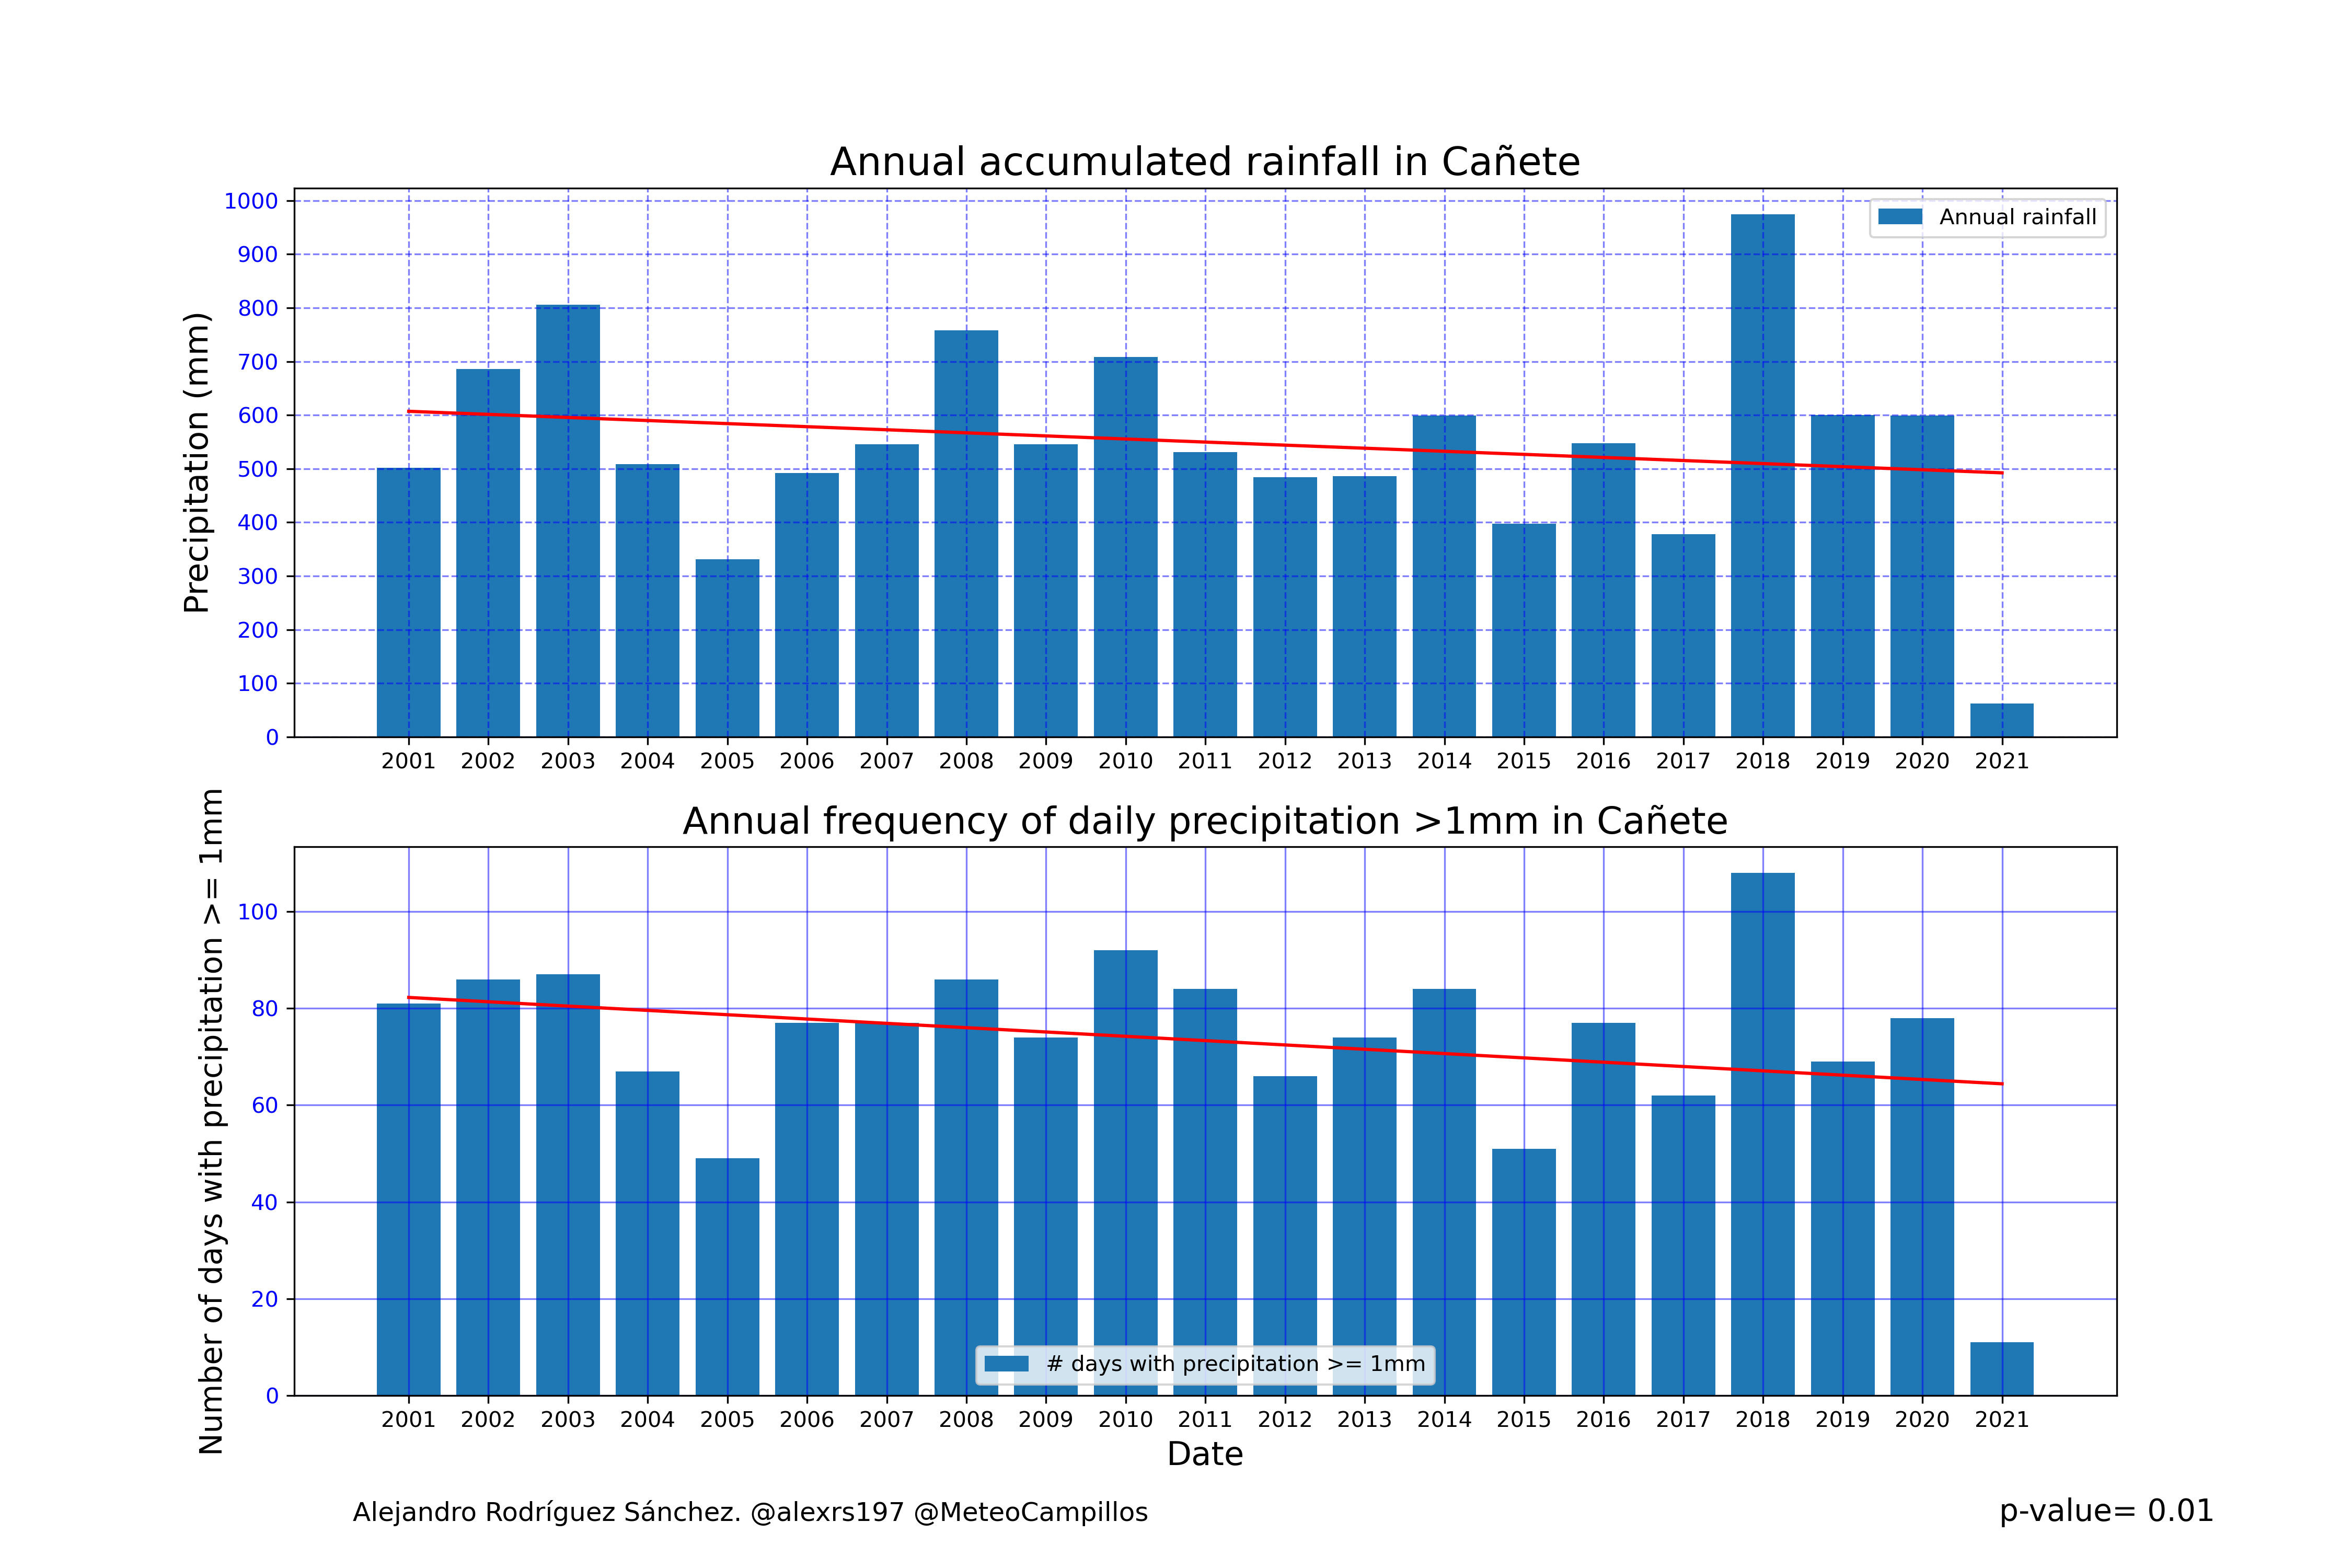 Annual accumulated rainfall in Cañete
Precipitation (mm)
1000
900
800
700
600
500
400
300
200
100
0
Annual rainfall
2001 2002 2003 2004 2005 2006 2007 2008 2009 2010 2011 2012 2013 2014 2015 2016 2017 2018 2019 2020 2021
Annual frequency of daily precipitation >1mm in Cañete
Number of days with precipitation >= 1mm
100
80
60
40
20
0
# days with precipitation >= 1mm
2001 2002 2003 2004 2005 2006 2007 2008 2009 2010 2011 2012 2013 2014 2015 2016 2017 2018 2019 2020 2021
Date
Alejandro Rodríguez Sánchez. @alexrs197 @MeteoCampillos
p-value= 0.01